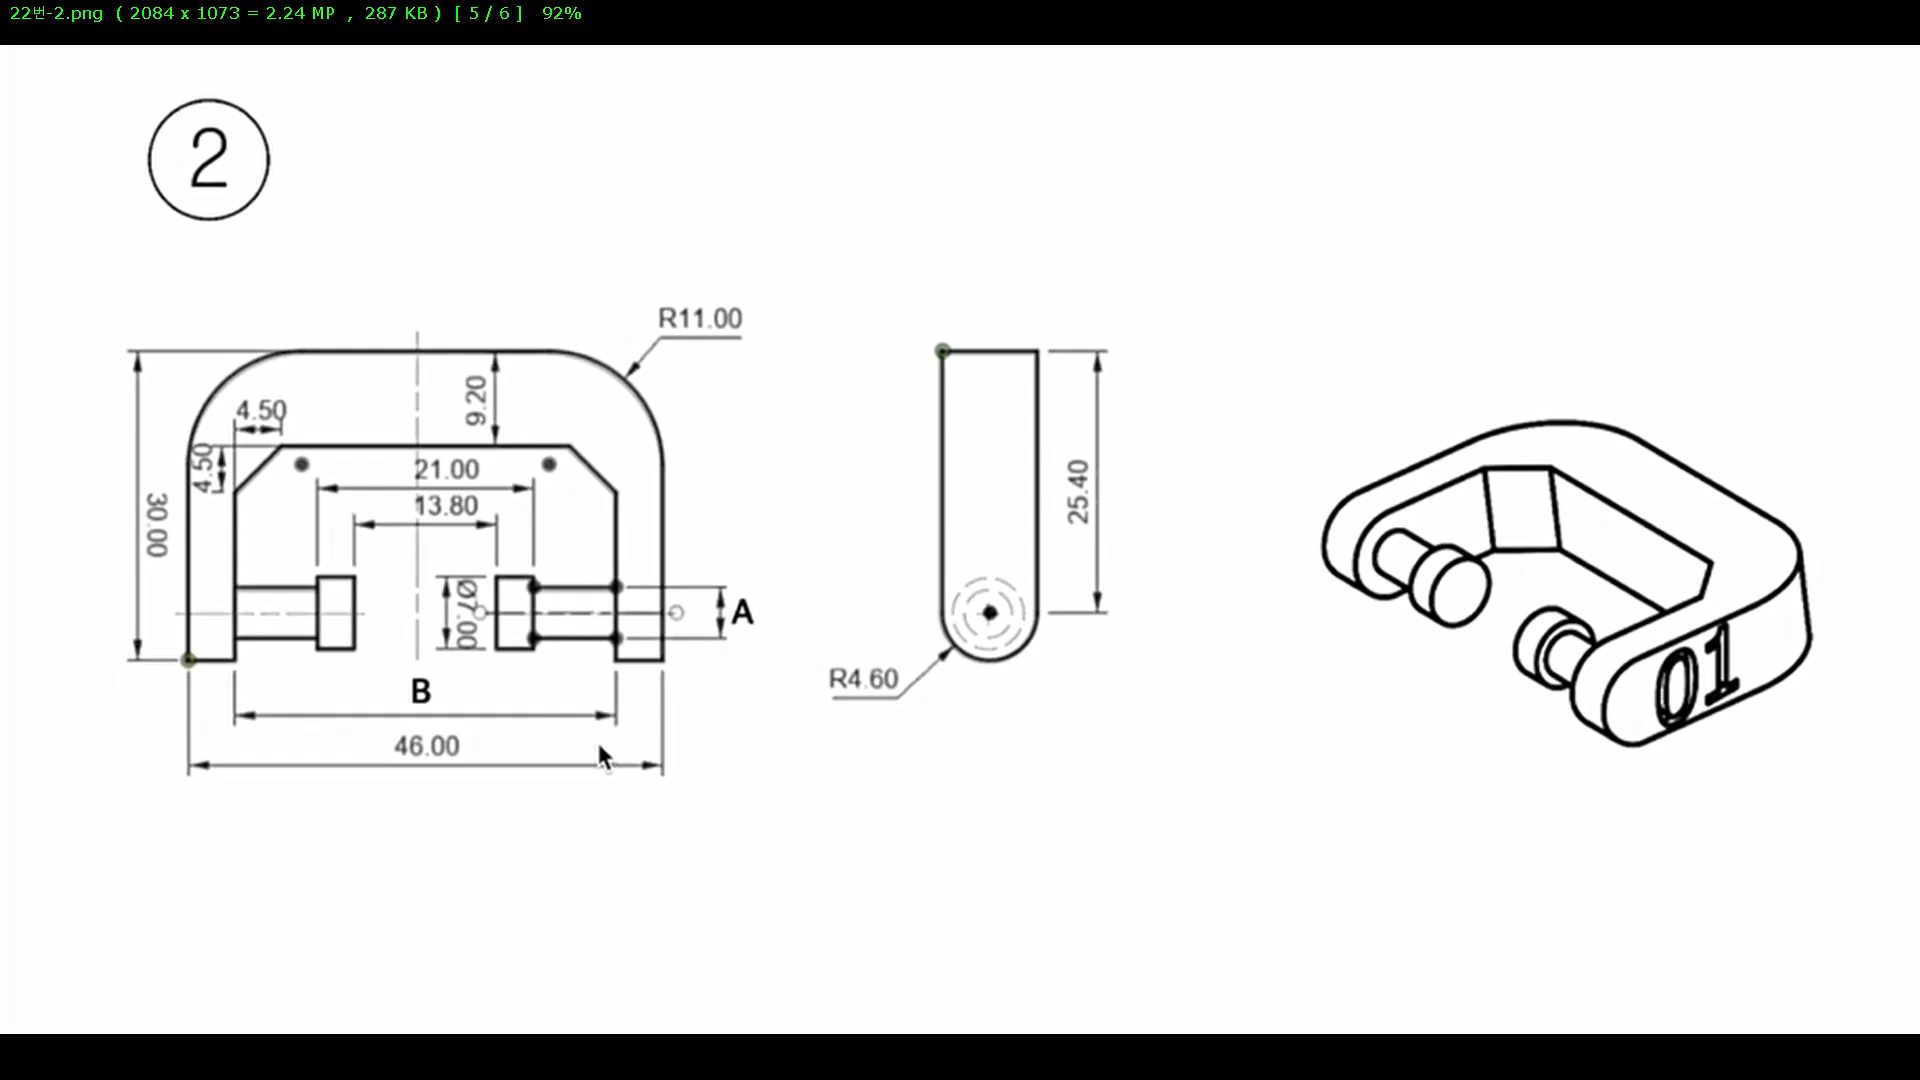 22번-2.png ( 2084 x 1073 = 2.24 MP , 287 KB ) [ 5 / 6 ] 92%
2
R11.00
9.20
4.50
4.50
21.00
13.80
30.00
Ø7.00
A
B
46.00
25.40
R4.60
01